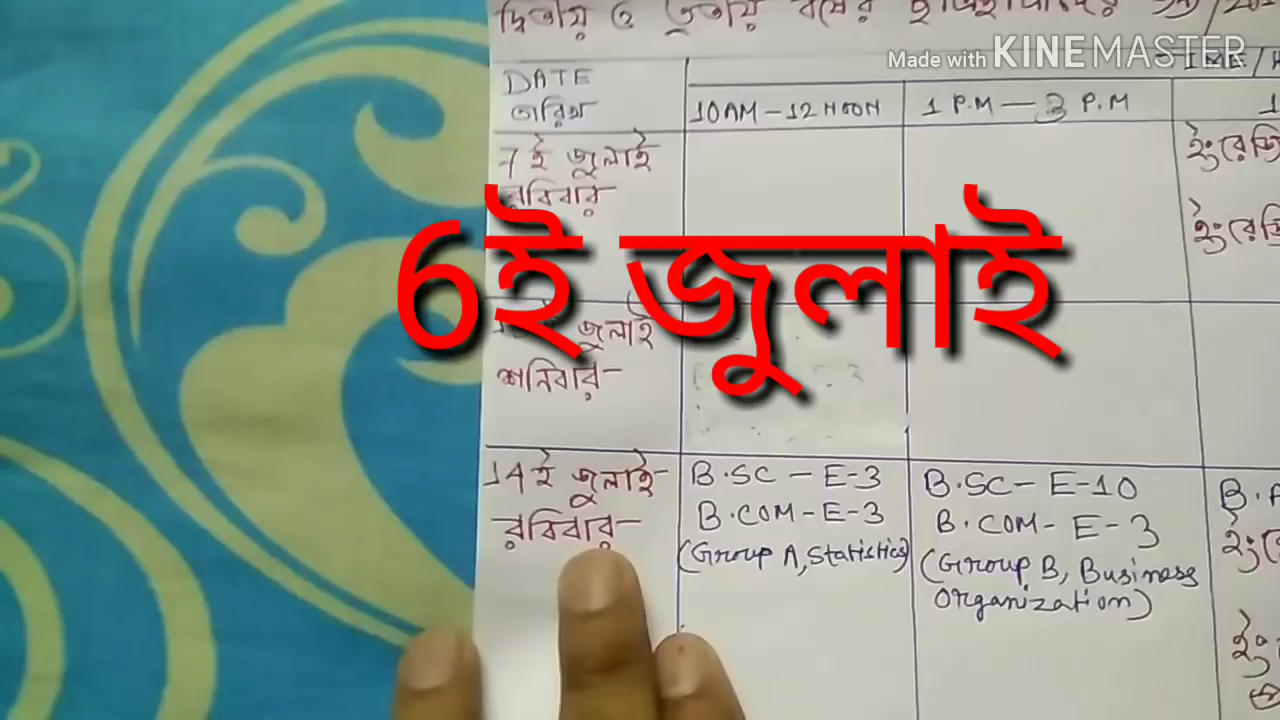 দ্বিতীয় ও তৃতীয় বর্ষের
Made with KINEMASTER
DATE
তারিখ
10AM-12 NOON
1 P.M - 3 P.M
7ই জুলাই
রবিবার
6ই জুলাই
জুলাই
শনিবার
14ই জুলাই
রবিবার
B.SC - E-3
B.COM - E-3
(Group A, Statistics)
B.SC - E-10
B.COM - E-3
(Group B, Business
Organization)